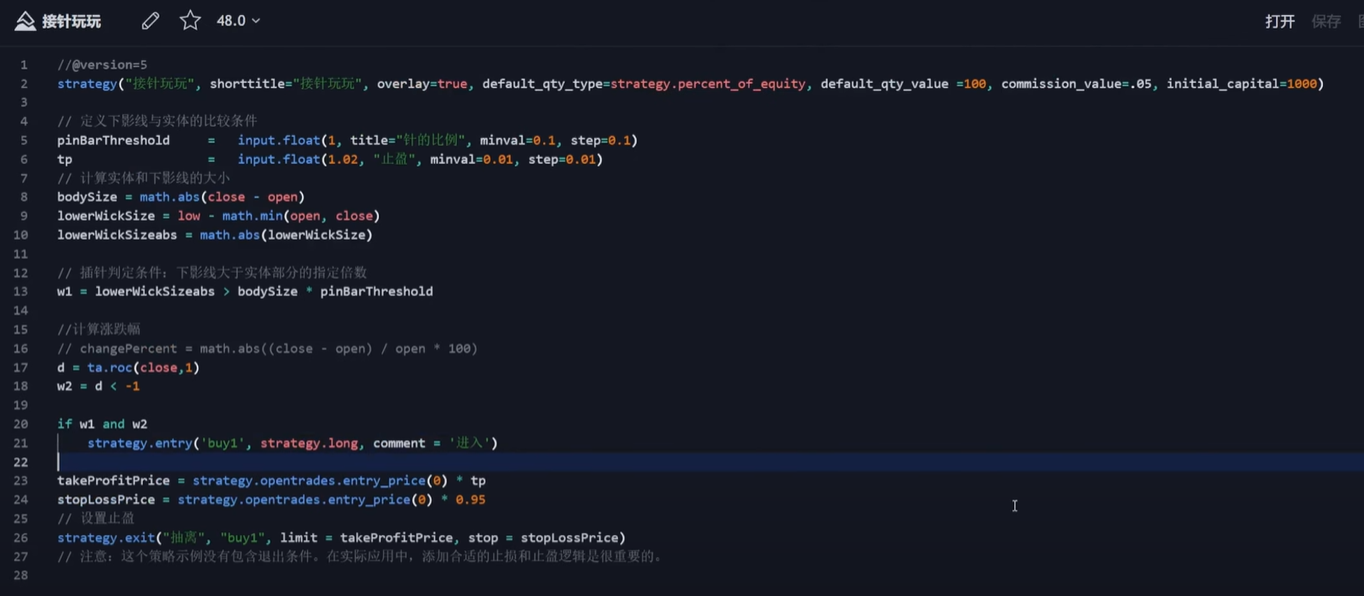 接针玩玩 48.0 打开 保存
1 //@version=5
2 strategy("接针玩玩", shorttitle="接针玩玩", overlay=true, default_qty_type=strategy.percent_of_equity, default_qty_value =100, commission_value=.05, initial_capital=1000)
3
4 // 定义下影线与实体的比较条件
5 pinBarThreshold     =   input.float(1, title="针的比例", minval=0.1, step=0.1)
6 tp                  =   input.float(1.02, "止盈", minval=0.01, step=0.01)
7 // 计算实体和下影线的大小
8 bodySize = math.abs(close - open)
9 lowerWickSize = low - math.min(open, close)
10 lowerWickSizeabs = math.abs(lowerWickSize)
11
12 // 插针判定条件: 下影线大于实体部分的指定倍数
13 w1 = lowerWickSizeabs > bodySize * pinBarThreshold
14
15 //计算涨跌幅
16 // changePercent = math.abs((close - open) / open * 100)
17 d = ta.roc(close,1)
18 w2 = d < -1
19
20 if w1 and w2
21     strategy.entry('buy1', strategy.long, comment = '进入')
22
23 takeProfitPrice = strategy.opentrades.entry_price(0) * tp
24 stopLossPrice = strategy.opentrades.entry_price(0) * 0.95
25 // 设置止盈
26 strategy.exit("抽离", "buy1", limit = takeProfitPrice, stop = stopLossPrice)
27 // 注意: 这个策略示例没有包含退出条件。在实际应用中，添加合适的止损和止盈逻辑是很重要的。
28